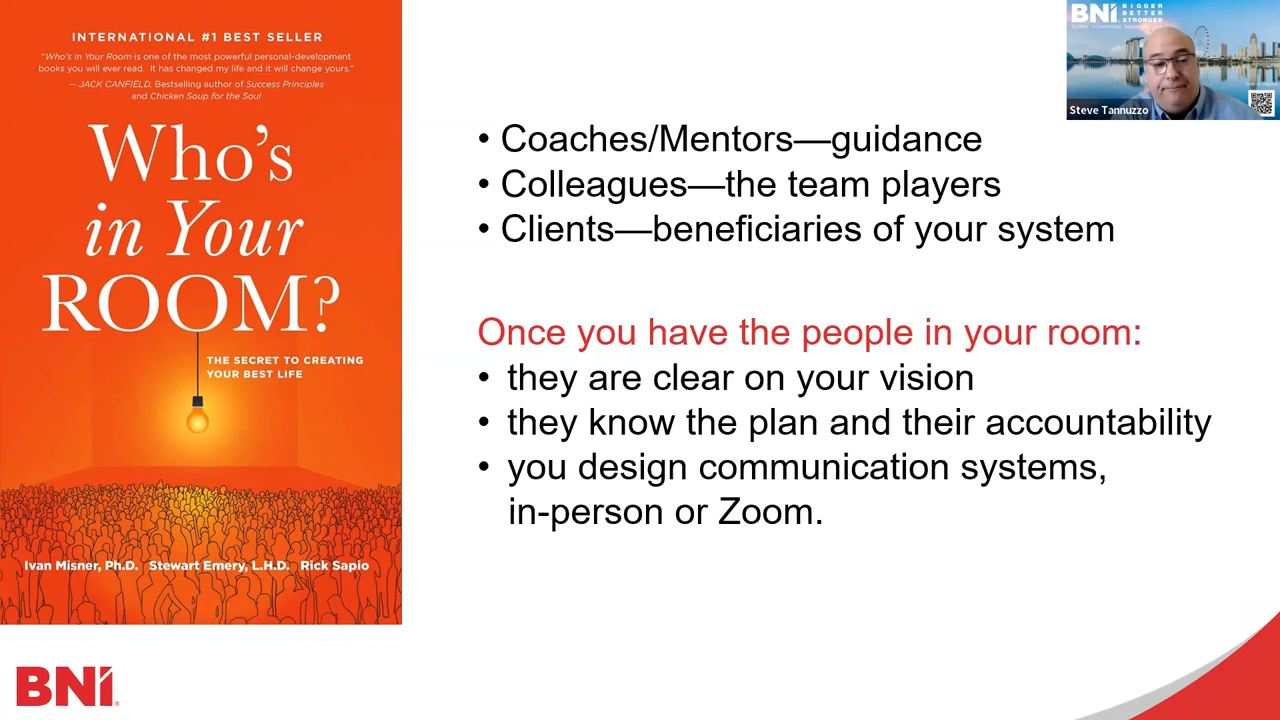 INTERNATIONAL #1 BEST SELLER
"Who's in Your Room is one of the most powerful personal-development
books you will ever read. It has changed my life and it will change yours."
— JACK CANFIELD, Bestselling author of Success Principles
and Chicken Soup for the Soul
Who's
in Your
ROOM?
THE SECRET TO CREATING
YOUR BEST LIFE
Ivan Misner, Ph.D. Stewart Emery, L.H.D. Rick Sapio
BNI®
• Coaches/Mentors—guidance
• Colleagues—the team players
• Clients—beneficiaries of your system
Once you have the people in your room:
• they are clear on your vision
• they know the plan and their accountability
• you design communication systems,
in-person or Zoom.
BNI
BIGGER
BETTER
STRONGER
Steve Tannuzzo